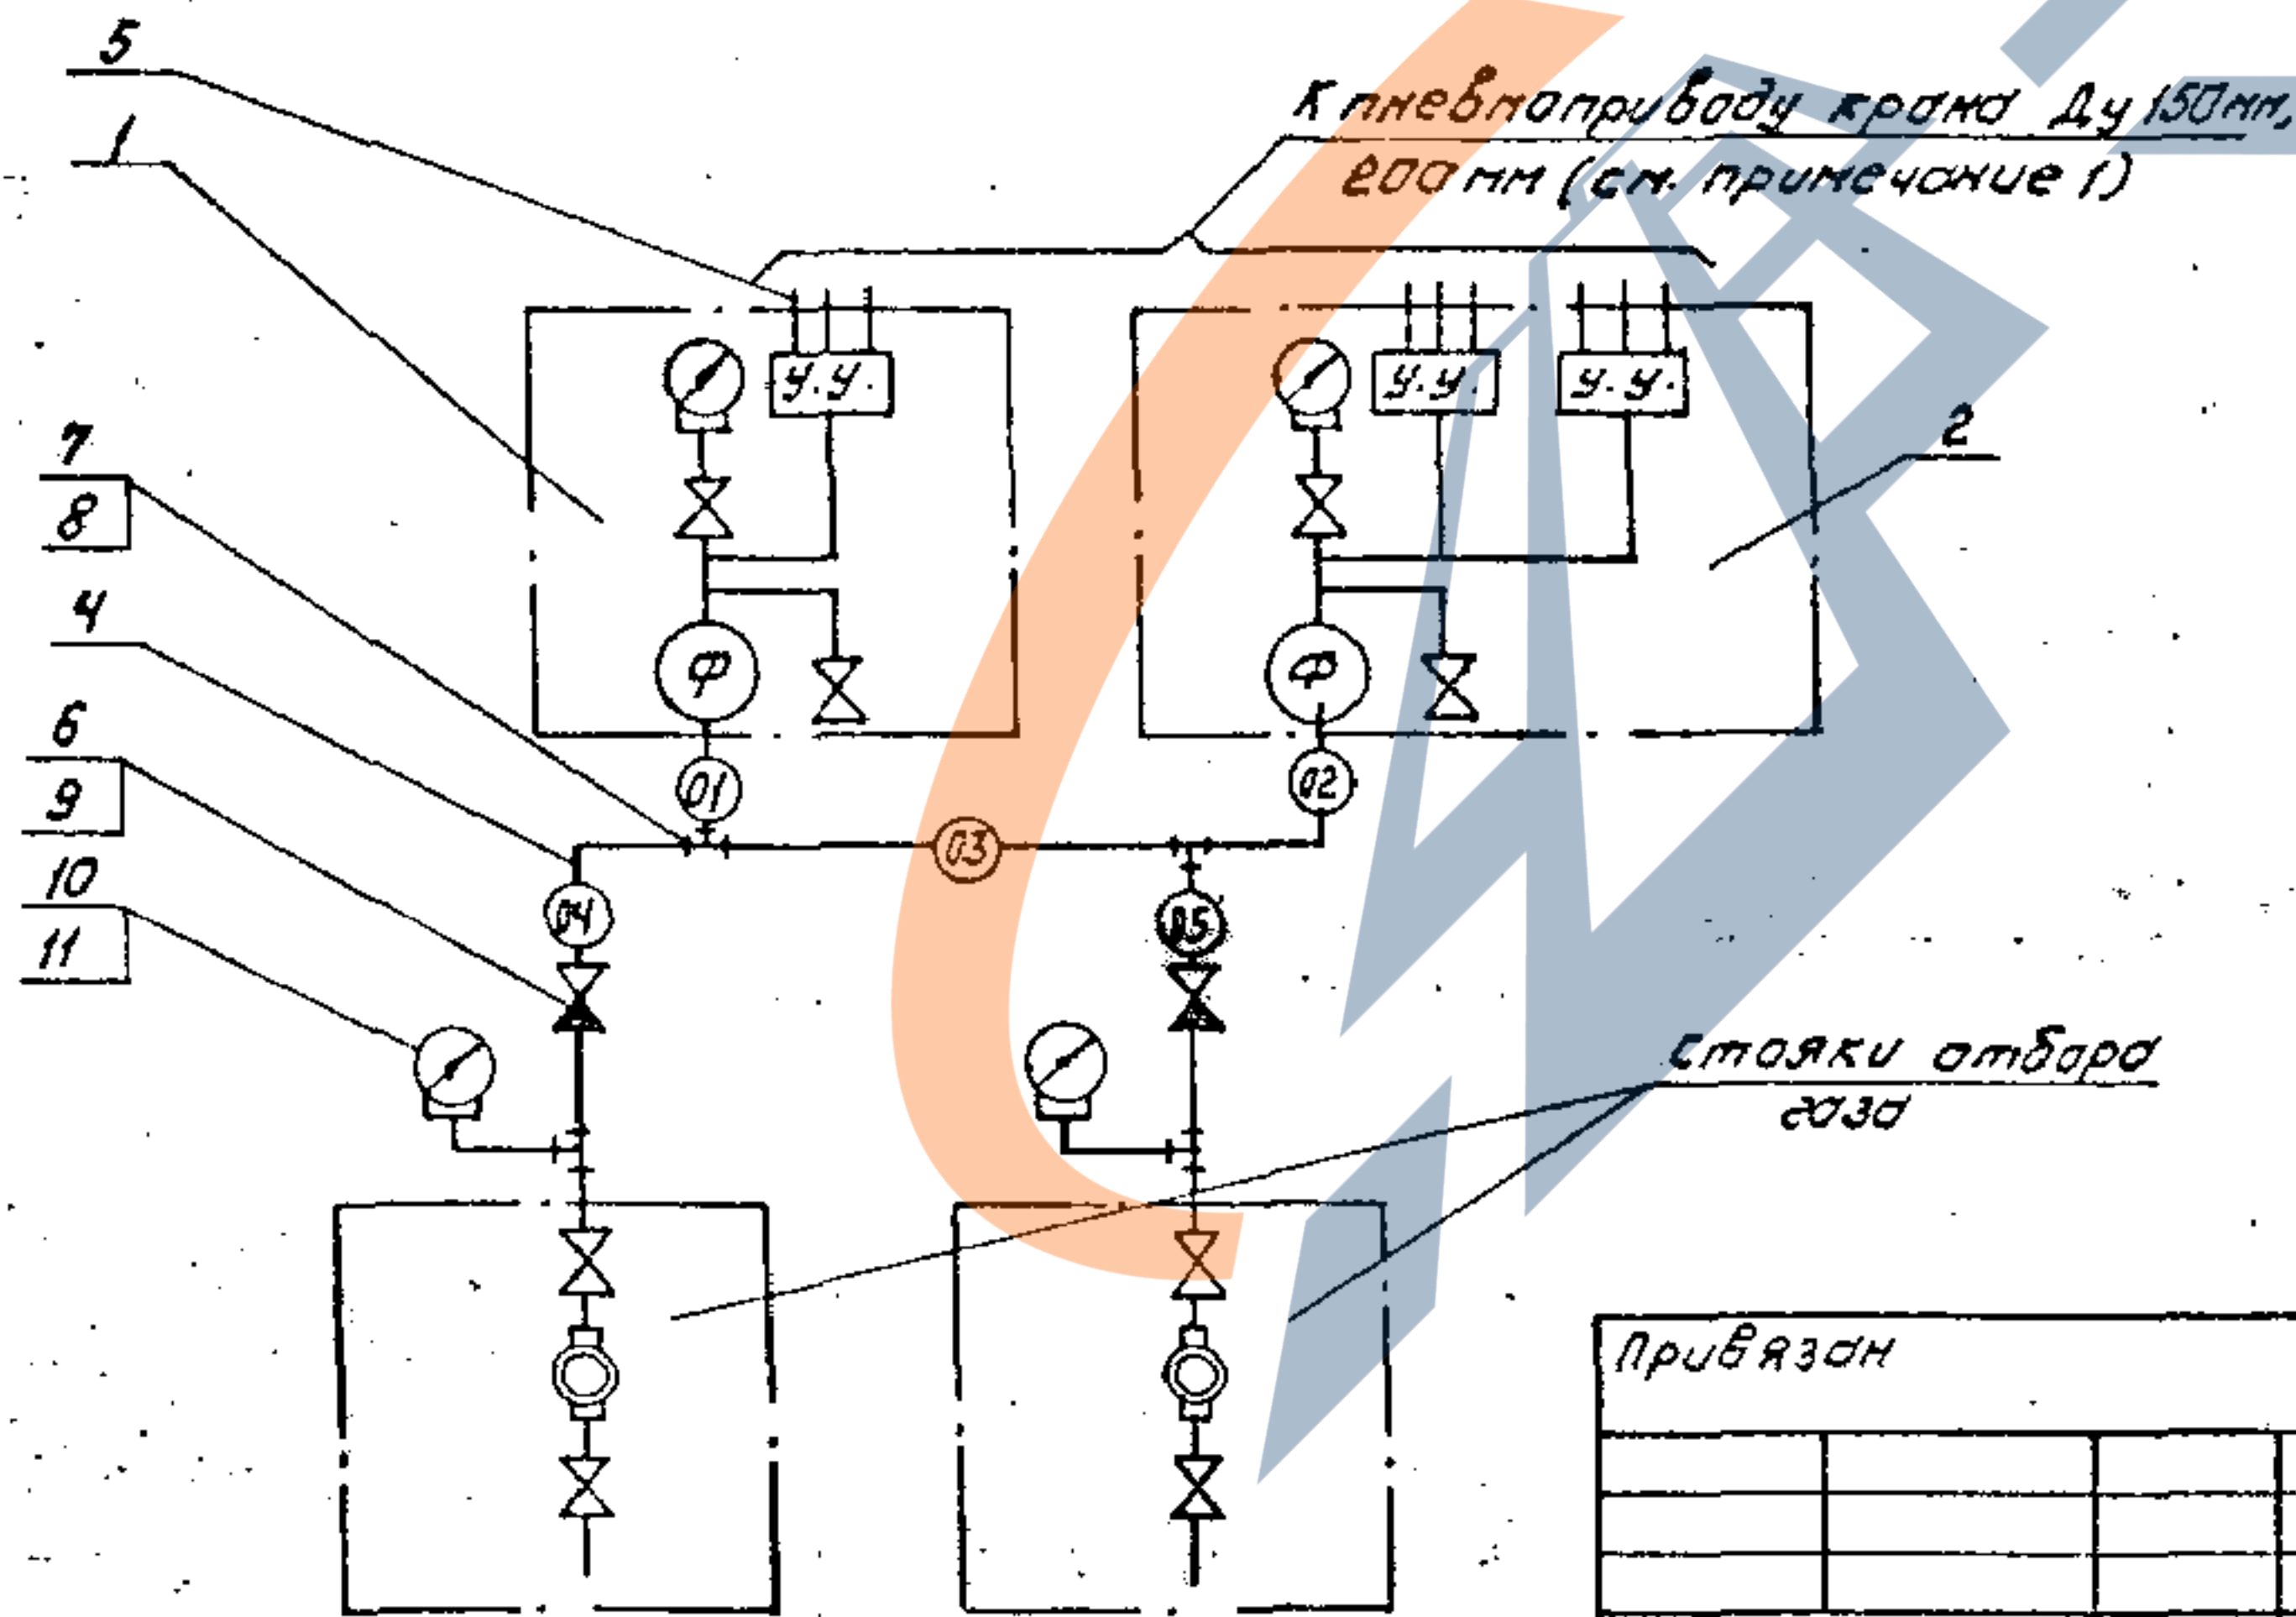 5
К пневмоприводу крана Ду 150мм,
200 мм (см. примечание 1)
1
У.У.
У.У.
У.У.
2
7
8
4
Ф
Ф
6
9
01
02
03
10
11
04
05
Стояки отбора
газа
Привязан